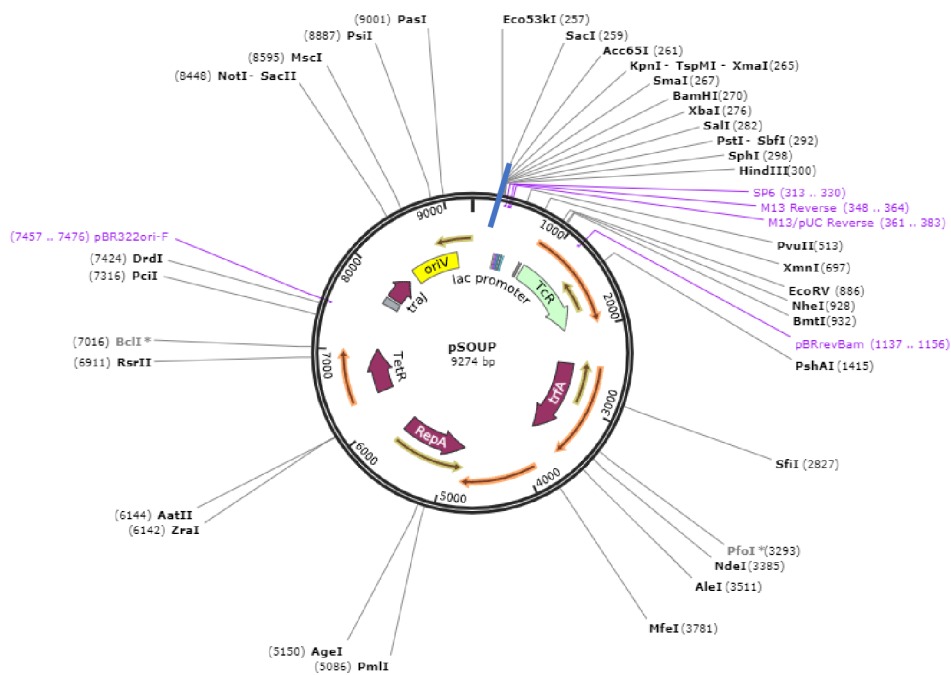 (9001) PasI
(8887) PsiI
(8595) MscI
(8448) NotI - SacII
Eco53kI (257)
SacI (259)
Acc65I (261)
KpnI - TspMI - XmaI (265)
SmaI (267)
BamHI (270)
XbaI (276)
SalI (282)
PstI - SbfI (292)
SphI (298)
HindIII (300)
SP6 (313 .. 330)
M13 Reverse (348 .. 364)
M13/pUC Reverse (361 .. 383)
PvuII (513)
XmnI (697)
EcoRV (886)
NheI (928)
BmtI (932)
pBRrevBam (1137 .. 1156)
PshAI (1415)
SfiI (2827)
PfoI * (3293)
NdeI (3385)
AleI (3511)
MfeI (3781)
(5086) PmlI
(5150) AgeI
(6142) ZraI
(6144) AatII
(6911) RsrII
(7016) BclI *
(7316) PciI
(7424) DrdI
(7457 .. 7476) pBR322ori-F
1000
2000
3000
4000
5000
6000
7000
8000
9000
oriV
lac promoter
TcR
traJ
TetR
trfA
RepA
pSOUP
9274 bp